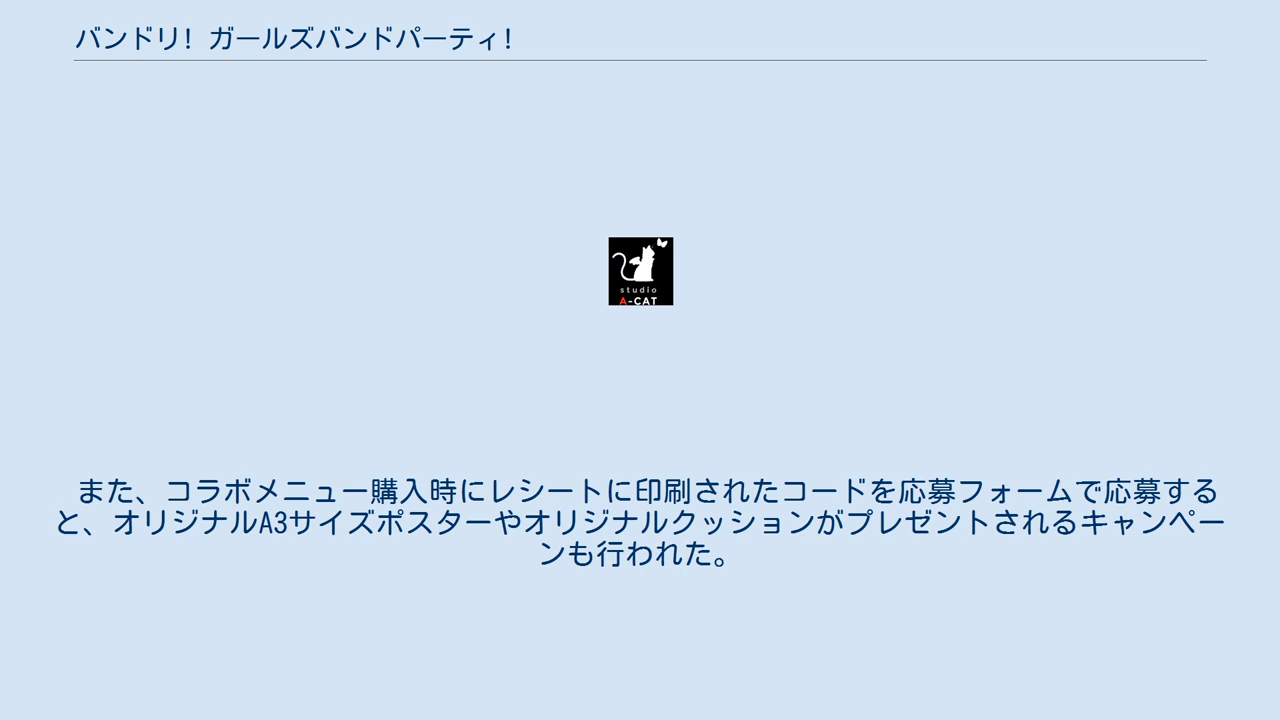 バンドリ! ガールズバンドパーティ!
studio
A-CAT
また、コラボメニュー購入時にレシートに印刷されたコードを応募フォームで応募する
と、オリジナルA3サイズポスターやオリジナルクッションがプレゼントされるキャンペー
ンも行われた。